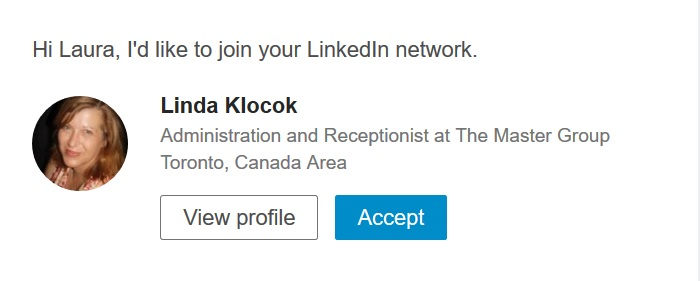 Hi Laura, I'd like to join your LinkedIn network.
Linda Klocok
Administration and Receptionist at The Master Group
Toronto, Canada Area
View profile
Accept